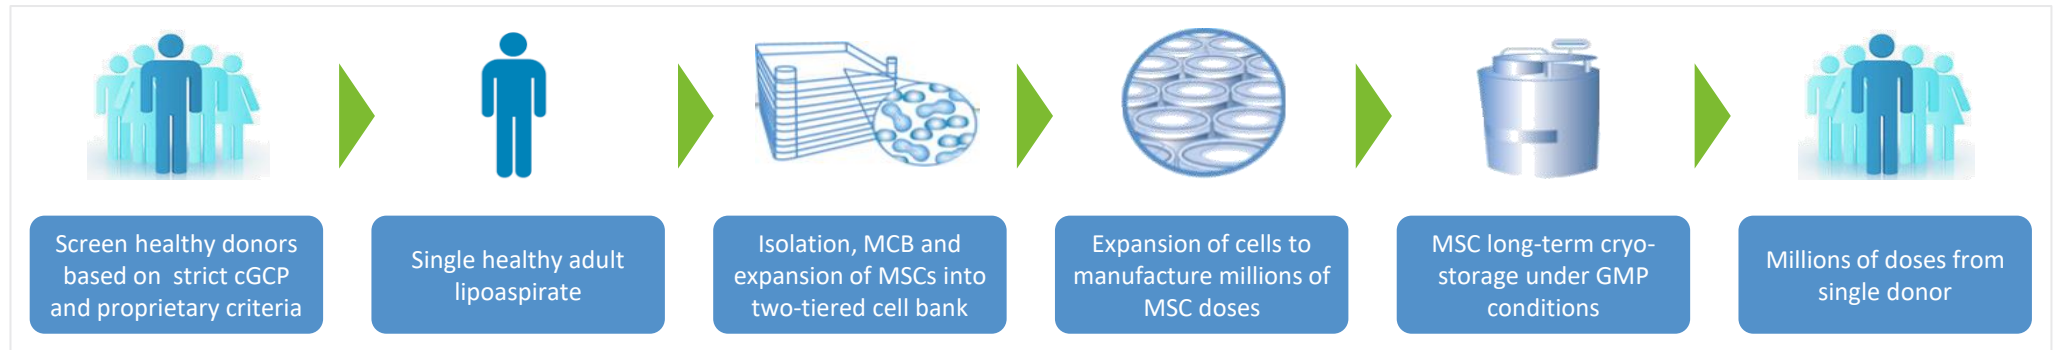 Screen healthy donors
based on  strict cGCP
and proprietary criteria
Single healthy adult
lipoaspirate
Isolation, MCB and
expansion of MSCs into
two-tiered cell bank
Expansion of cells to
manufacture millions of
MSC doses
MSC long-term cryo-
storage under GMP
conditions
Millions of doses from
single donor